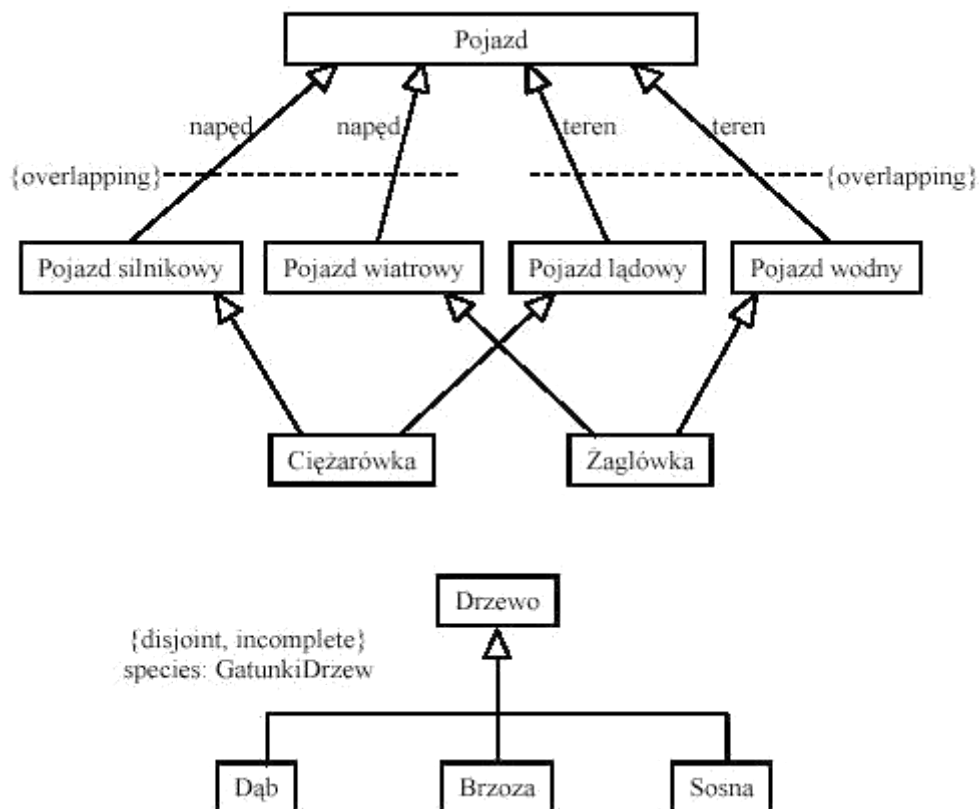 Pojazd
napęd napęd teren teren
{overlapping} {overlapping}
Pojazd silnikowy Pojazd wiatrowy Pojazd lądowy Pojazd wodny
Ciężarówka Żaglówka
Drzewo
{disjoint, incomplete}
species: GatunkiDrzew
Dąb Brzoza Sosna